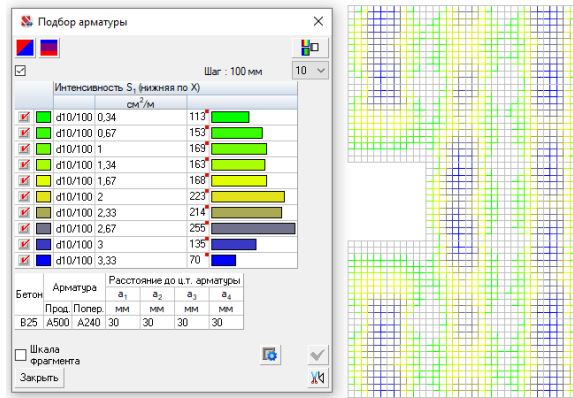 Подбор арматуры
Шаг : 100 мм 10
Интенсивность S1 (нижняя по X)
см2/м
d10/100 0,34 113
d10/100 0,67 153
d10/100 1 169
d10/100 1,34 163
d10/100 1,67 168
d10/100 2 223
d10/100 2,33 214
d10/100 2,67 255
d10/100 3 135
d10/100 3,33 70
Бетон Арматура Расстояние до ц.т. арматуры
a1 a2 a3 a4
Прод. Попер. мм мм мм мм
B25 A500 A240 30 30 30 30
Шкала
фрагмента
Закрыть